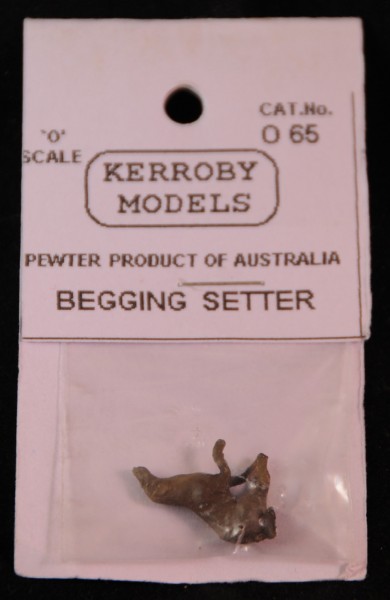 CAT.No.
O 65
'O'
SCALE
KERROBY
MODELS
PEWTER PRODUCT OF AUSTRALIA
BEGGING SETTER